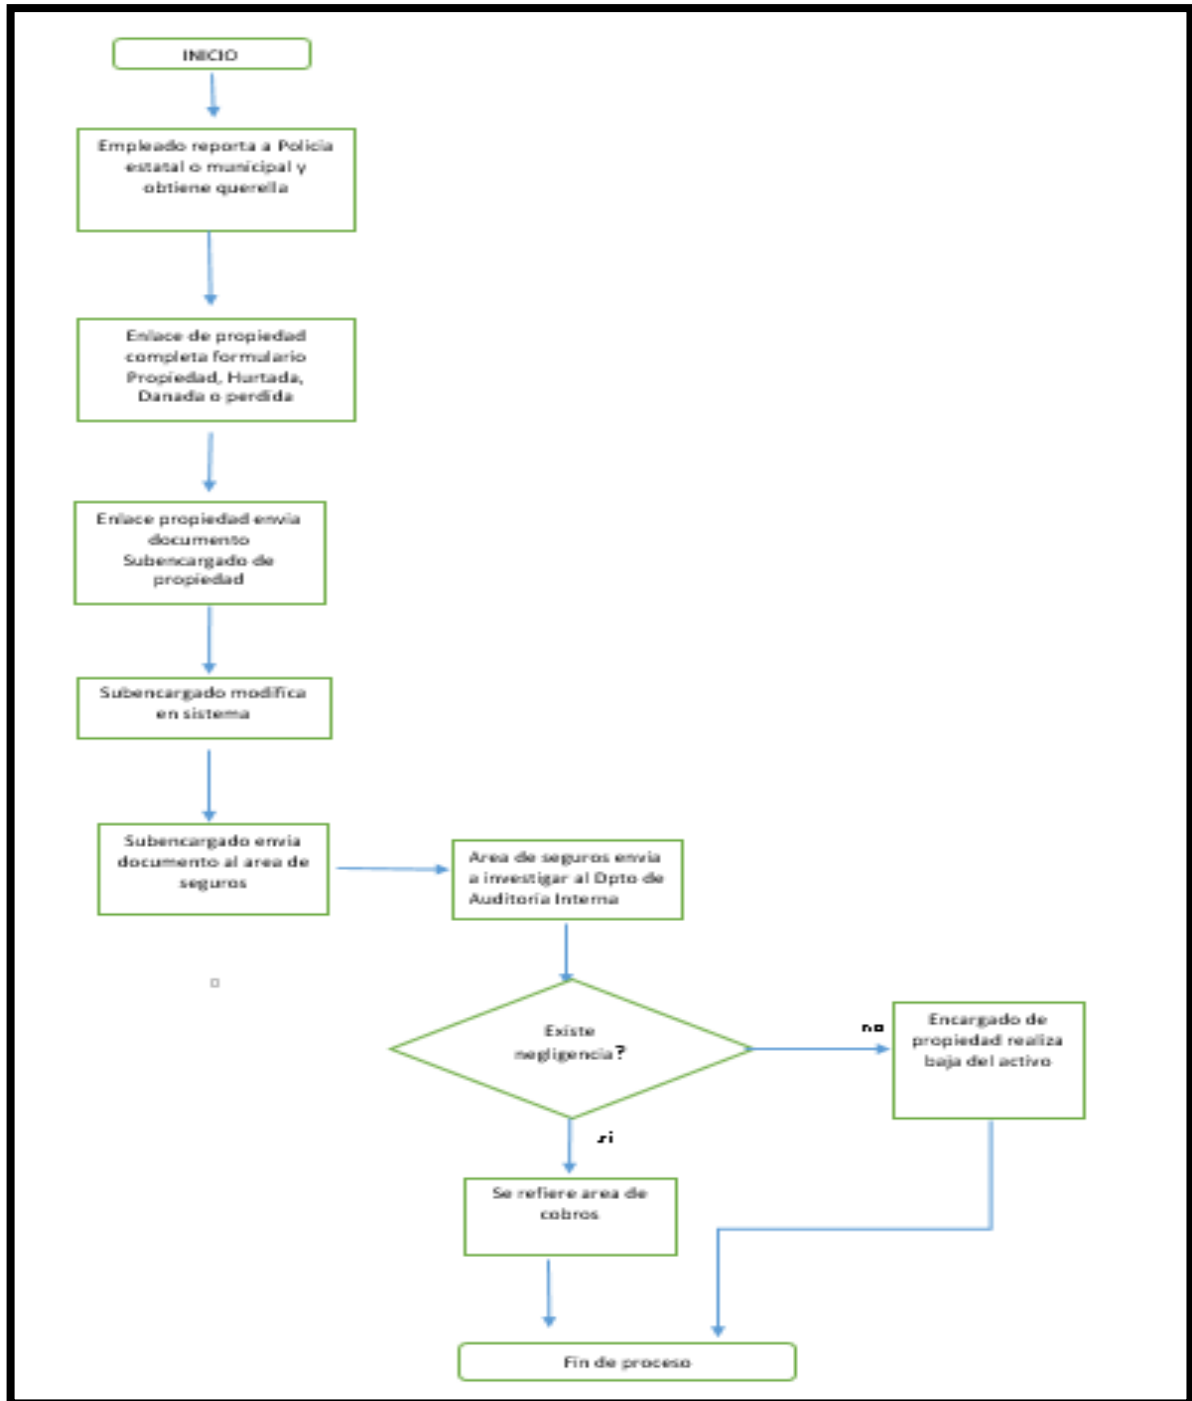 INICIO
Empleado reporta a Policia
estatal o municipal y
obtiene querella
Enlace de propiedad
completa formulario
Propiedad, Hurtada,
Danada o perdida
Enlace propiedad envia
documento
Subencargado de
propiedad
Subencargado modifica
en sistema
Subencargado envia
documento al area de
seguros
Area de seguros envia
a investigar al Dpto de
Auditoría Interna
Existe
negligencia?
no
Encargado de
propiedad realiza
baja del activo
si
Se refiere area de
cobros
Fin de proceso